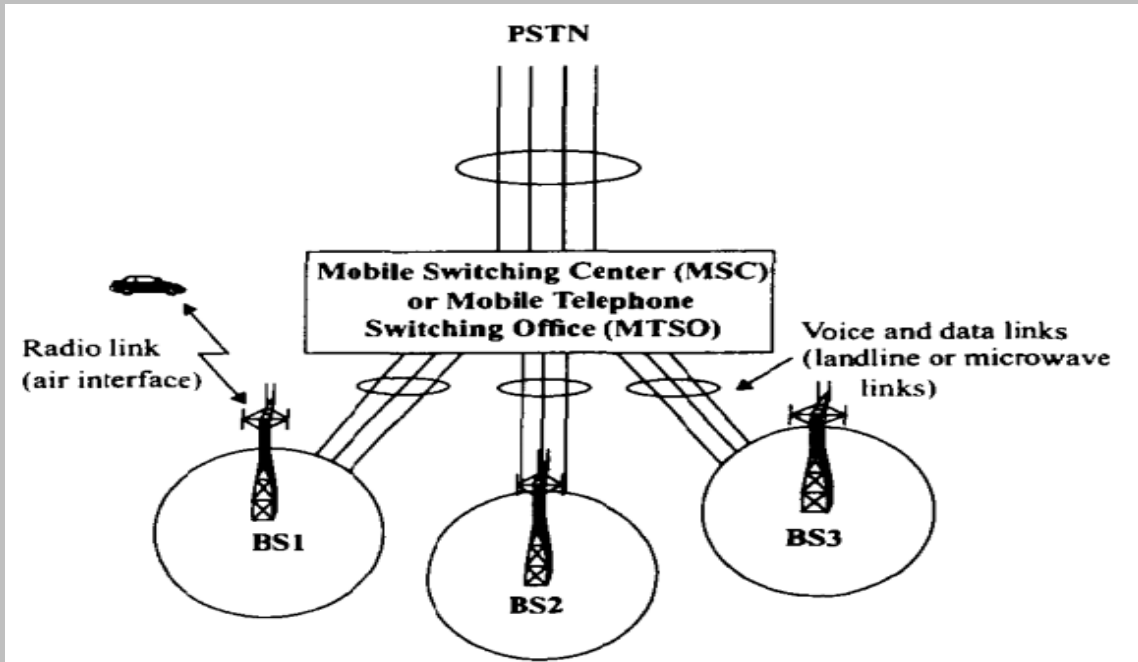 PSTN
Mobile Switching Center (MSC)
or Mobile Telephone
Switching Office (MTSO)
Radio link
(air interface)
Voice and data links
(landline or microwave
links)
BS1
BS2
BS3